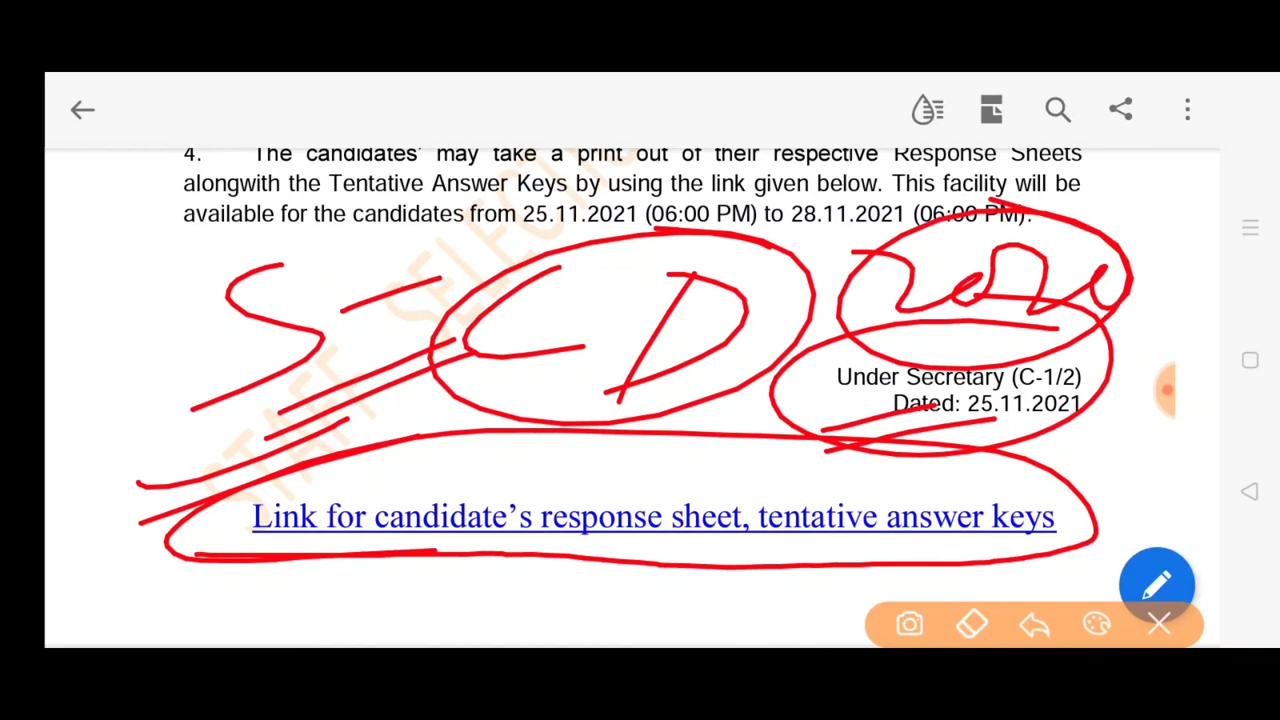 4. The candidates' may take a print out of their respective Response Sheets
alongwith the Tentative Answer Keys by using the link given below. This facility will be
available for the candidates from 25.11.2021 (06:00 PM) to 28.11.2021 (06:00 PM).
S - C D 2020
Under Secretary (C-1/2)
Dated: 25.11.2021
Link for candidate's response sheet, tentative answer keys
STAFF SELECTIO